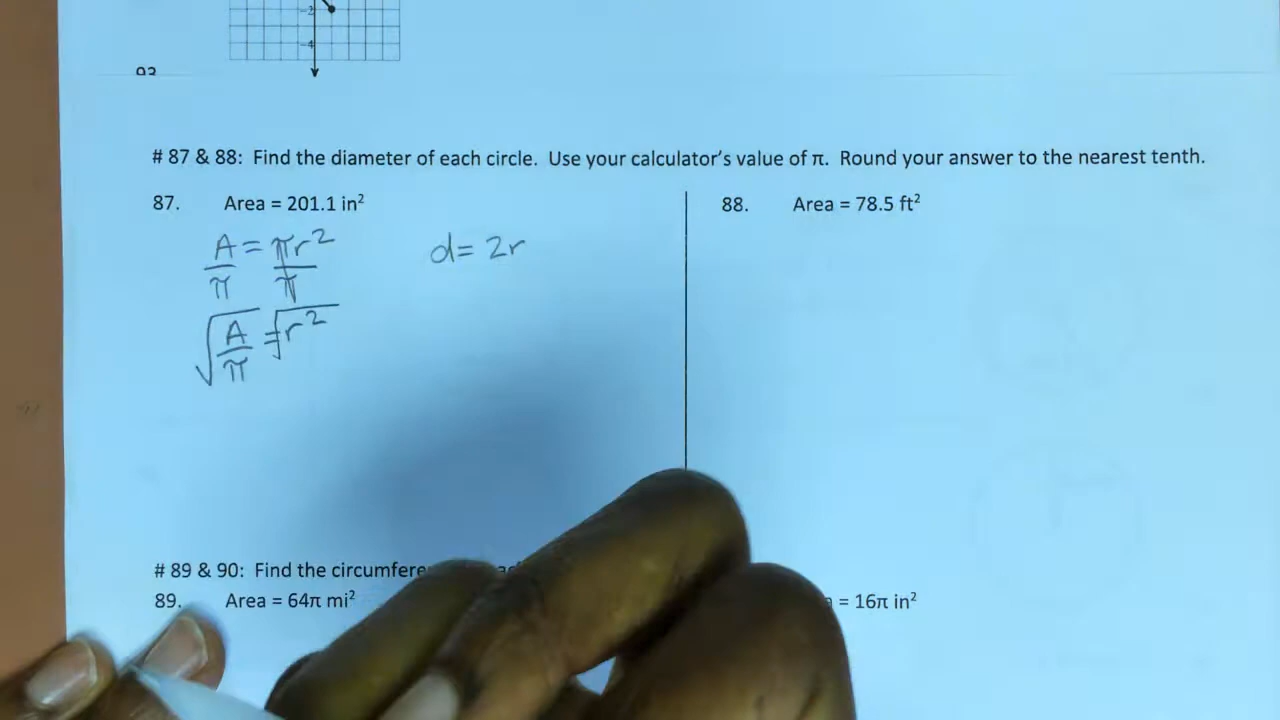 -2
-4
# 87 & 88: Find the diameter of each circle. Use your calculator's value of π. Round your answer to the nearest tenth.
87. Area = 201.1 in²
A = πr²
π π
d = 2r
√A/π = √r²
88. Area = 78.5 ft²
# 89 & 90: Find the
89. Area = 64π mi²
= 16π in²